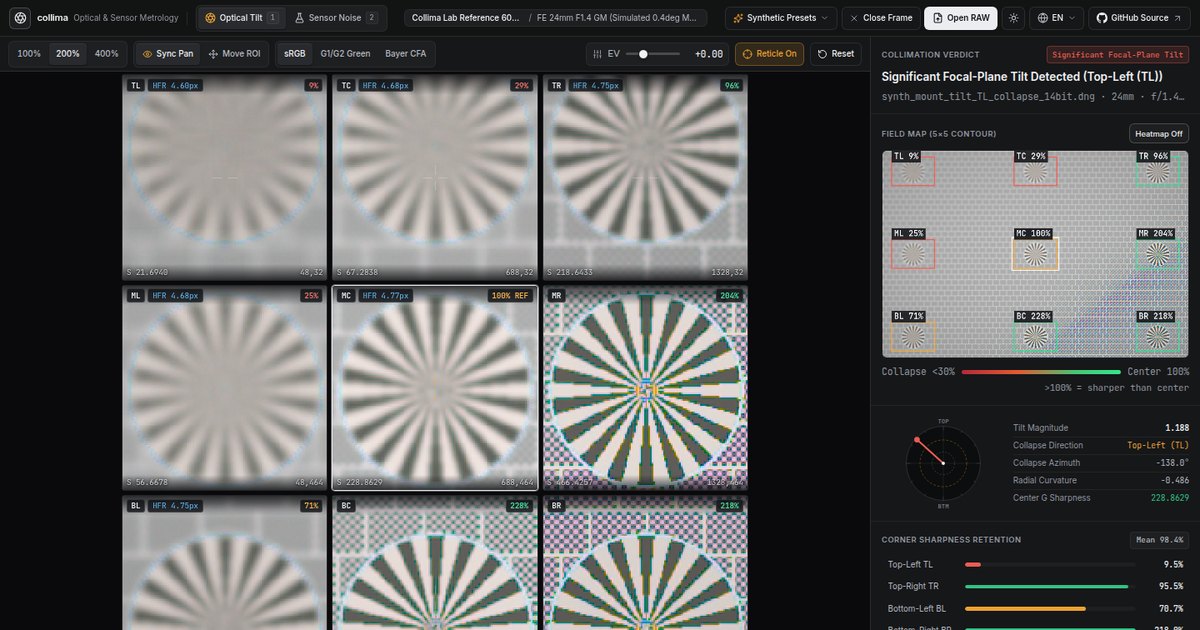 collima Optical & Sensor Metrology Optical Tilt 1 Sensor Noise 2 Collima Lab Reference 60... / FE 24mm F1.4 GM (Simulated 0.4deg M... Synthetic Presets Close Frame Open RAW EN GitHub Source ↗
100% 200% 400% Sync Pan Move ROI sRGB G1/G2 Green Bayer CFA EV +0.00 Reticle On Reset
TL HFR 4.60px 9% TC HFR 4.68px 29% TR HFR 4.75px 96%
S 21.6940 48,32 S 67.2838 688,32 S 218.6433 1328,32
ML HFR 4.68px 25% MC HFR 4.77px 100% REF MR 204%
S 56.6678 48,464 S 228.8629 688,464 S 466.4257 1328,464
BL HFR 4.75px 71% BC 228% BR 218%
COLLIMATION VERDICT Significant Focal-Plane Tilt
Significant Focal-Plane Tilt Detected (Top-Left (TL))
synth_mount_tilt_TL_collapse_14bit.dng · 24mm · f/1.4…
FIELD MAP (5×5 CONTOUR) Heatmap Off
TL 9% TC 29% TR 96%
ML 25% MC 100% MR 204%
BL 71% BC 228% BR 218%
Collapse <30% Center 100%
>100% = sharper than center
TOP
BTM
Tilt Magnitude 1.188
Collapse Direction Top-Left (TL)
Collapse Azimuth -138.0°
Radial Curvature -0.486
Center G Sharpness 228.8629
CORNER SHARPNESS RETENTION Mean 98.4%
Top-Left TL 9.5%
Top-Right TR 95.5%
Bottom-Left BL 70.7%
Bottom-Right BR 218.0%